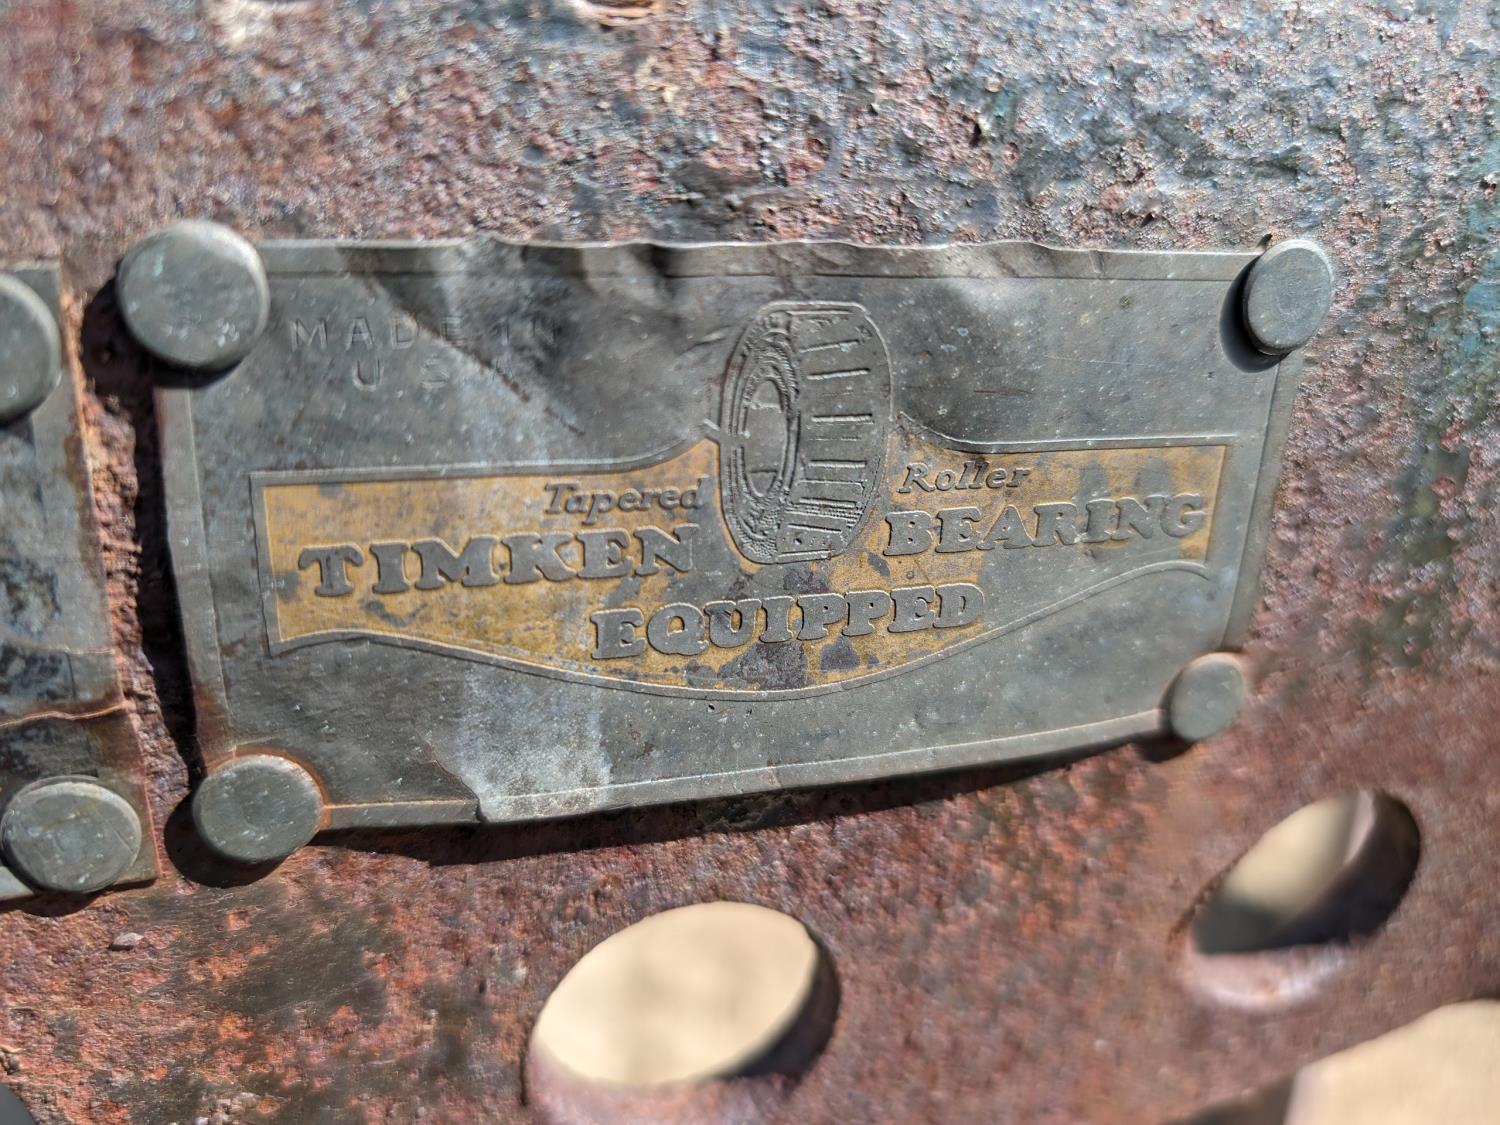 MADE IN
U S A
Tapered Roller
TIMKEN BEARING
EQUIPPED